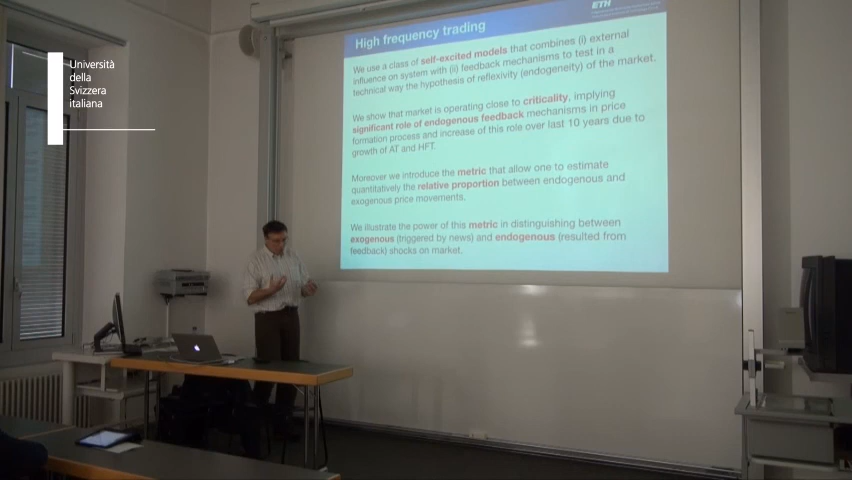 Università
della
Svizzera
italiana
ETH
High frequency trading
We use a class of self-excited models that combines (i) external
influence on system with (ii) feedback mechanisms to test in a
technical way the hypothesis of reflexivity (endogeneity) of the market.
We show that market is operating close to criticality, implying
significant role of endogenous feedback mechanisms in price
formation process and increase of this role over last 10 years due to
growth of AT and HFT.
Moreover we introduce the metric that allow one to estimate
quantitatively the relative proportion between endogenous and
exogenous price movements.
We illustrate the power of this metric in distinguishing between
exogenous (triggered by news) and endogenous (resulted from
feedback) shocks on market.